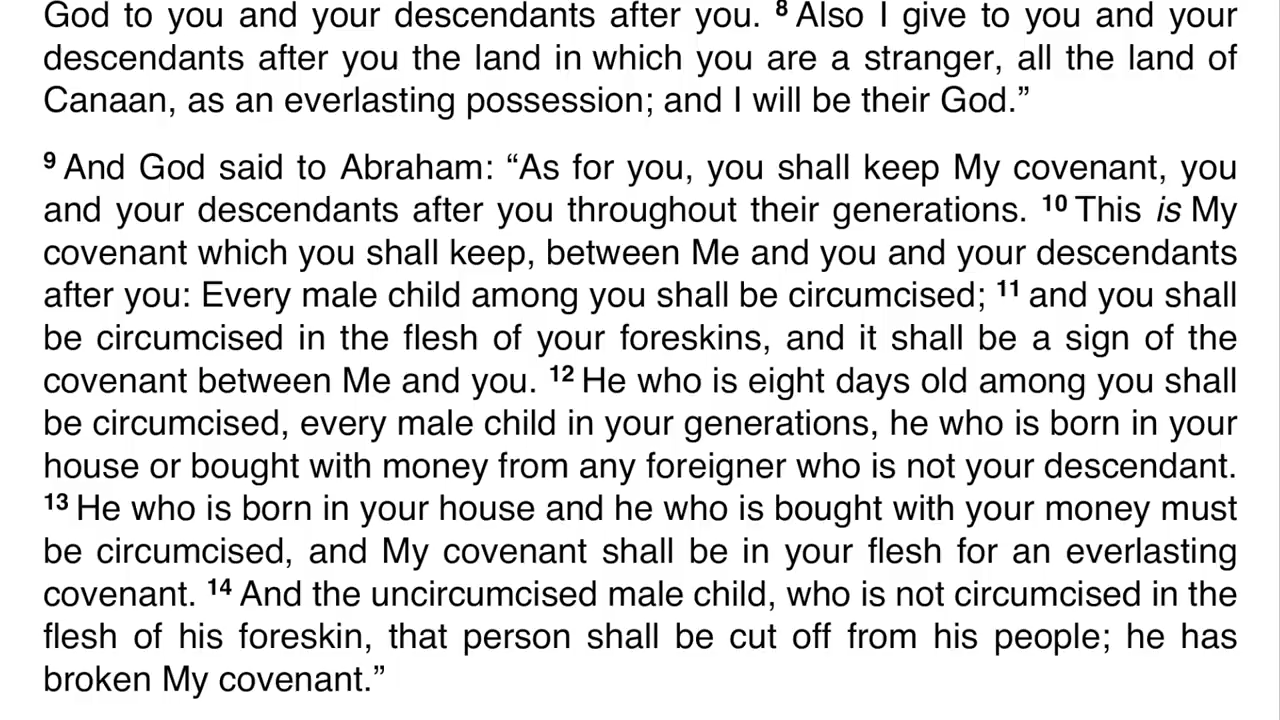 God to you and your descendants after you. 8 Also I give to you and your
descendants after you the land in which you are a stranger, all the land of
Canaan, as an everlasting possession; and I will be their God.”
9 And God said to Abraham: “As for you, you shall keep My covenant, you
and your descendants after you throughout their generations. 10 This is My
covenant which you shall keep, between Me and you and your descendants
after you: Every male child among you shall be circumcised; 11 and you shall
be circumcised in the flesh of your foreskins, and it shall be a sign of the
covenant between Me and you. 12 He who is eight days old among you shall
be circumcised, every male child in your generations, he who is born in your
house or bought with money from any foreigner who is not your descendant.
13 He who is born in your house and he who is bought with your money must
be circumcised, and My covenant shall be in your flesh for an everlasting
covenant. 14 And the uncircumcised male child, who is not circumcised in the
flesh of his foreskin, that person shall be cut off from his people; he has
broken My covenant.”